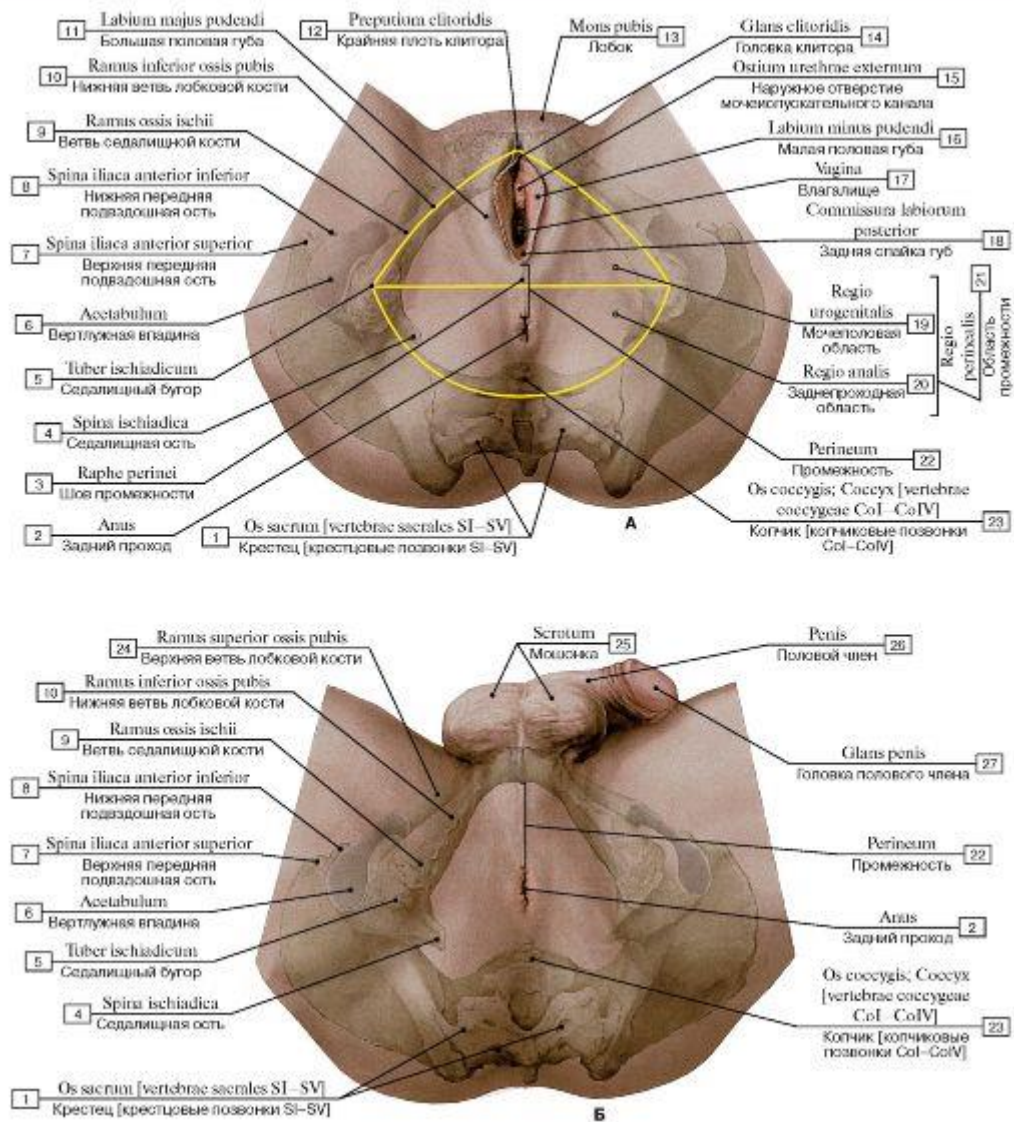 11
Labium majus pudendi
Большая половая губа
10
Ramus inferior ossis pubis
Нижняя ветвь лобковой кости
9
Ramus ossis ischii
Ветвь седалищной кости
8
Spina iliaca anterior inferior
Нижняя передняя
подвздошная ость
7
Spina iliaca anterior superior
Верхняя передняя
подвздошная ость
6
Acetabulum
Вертлужная впадина
5
Tuber ischiadicum
Седалищный бугор
4
Spina ischiadica
Седалищная ость
3
Raphe perinei
Шов промежности
2
Anus
Задний проход
1
Os sacrum [vertebrae sacrales SI–SV]
Крестец [крестцовые позвонки SI–SV]
12
Preputium clitoridis
Крайняя плоть клитора
Mons pubis
Лобок
13
Glans clitoridis
Головка клитора
14
Ostium urethrae externum
Наружное отверстие
мочеиспускательного канала
15
Labium minus pudendi
Малая половая губа
16
Vagina
Влагалище
17
Commissura labiorum
posterior
Задняя спайка губ
18
Regio
urogenitalis
Мочеполовая
область
19
Regio analis
Заднепроходная
область
20
Regio
perinealis
Область
промежности
21
Perineum
Промежность
22
Os coccygis; Coccyx [vertebrae
coccygeae CoI–CoIV]
Копчик [копчиковые позвонки
CoI–CoIV]
23
А
24
Ramus superior ossis pubis
Верхняя ветвь лобковой кости
10
Ramus inferior ossis pubis
Нижняя ветвь лобковой кости
9
Ramus ossis ischii
Ветвь седалищной кости
8
Spina iliaca anterior inferior
Нижняя передняя
подвздошная ость
7
Spina iliaca anterior superior
Верхняя передняя
подвздошная ость
6
Acetabulum
Вертлужная впадина
5
Tuber ischiadicum
Седалищный бугор
4
Spina ischiadica
Седалищная ость
1
Os sacrum [vertebrae sacrales SI–SV]
Крестец [крестцовые позвонки SI–SV]
Scrotum
Мошонка
25
Penis
Половой член
26
Glans penis
Головка полового члена
27
Perineum
Промежность
22
Anus
Задний проход
2
Os coccygis; Coccyx
[vertebrae coccygeae
CoI–CoIV]
Копчик [копчиковые
позвонки CoI–CoIV]
23
Б